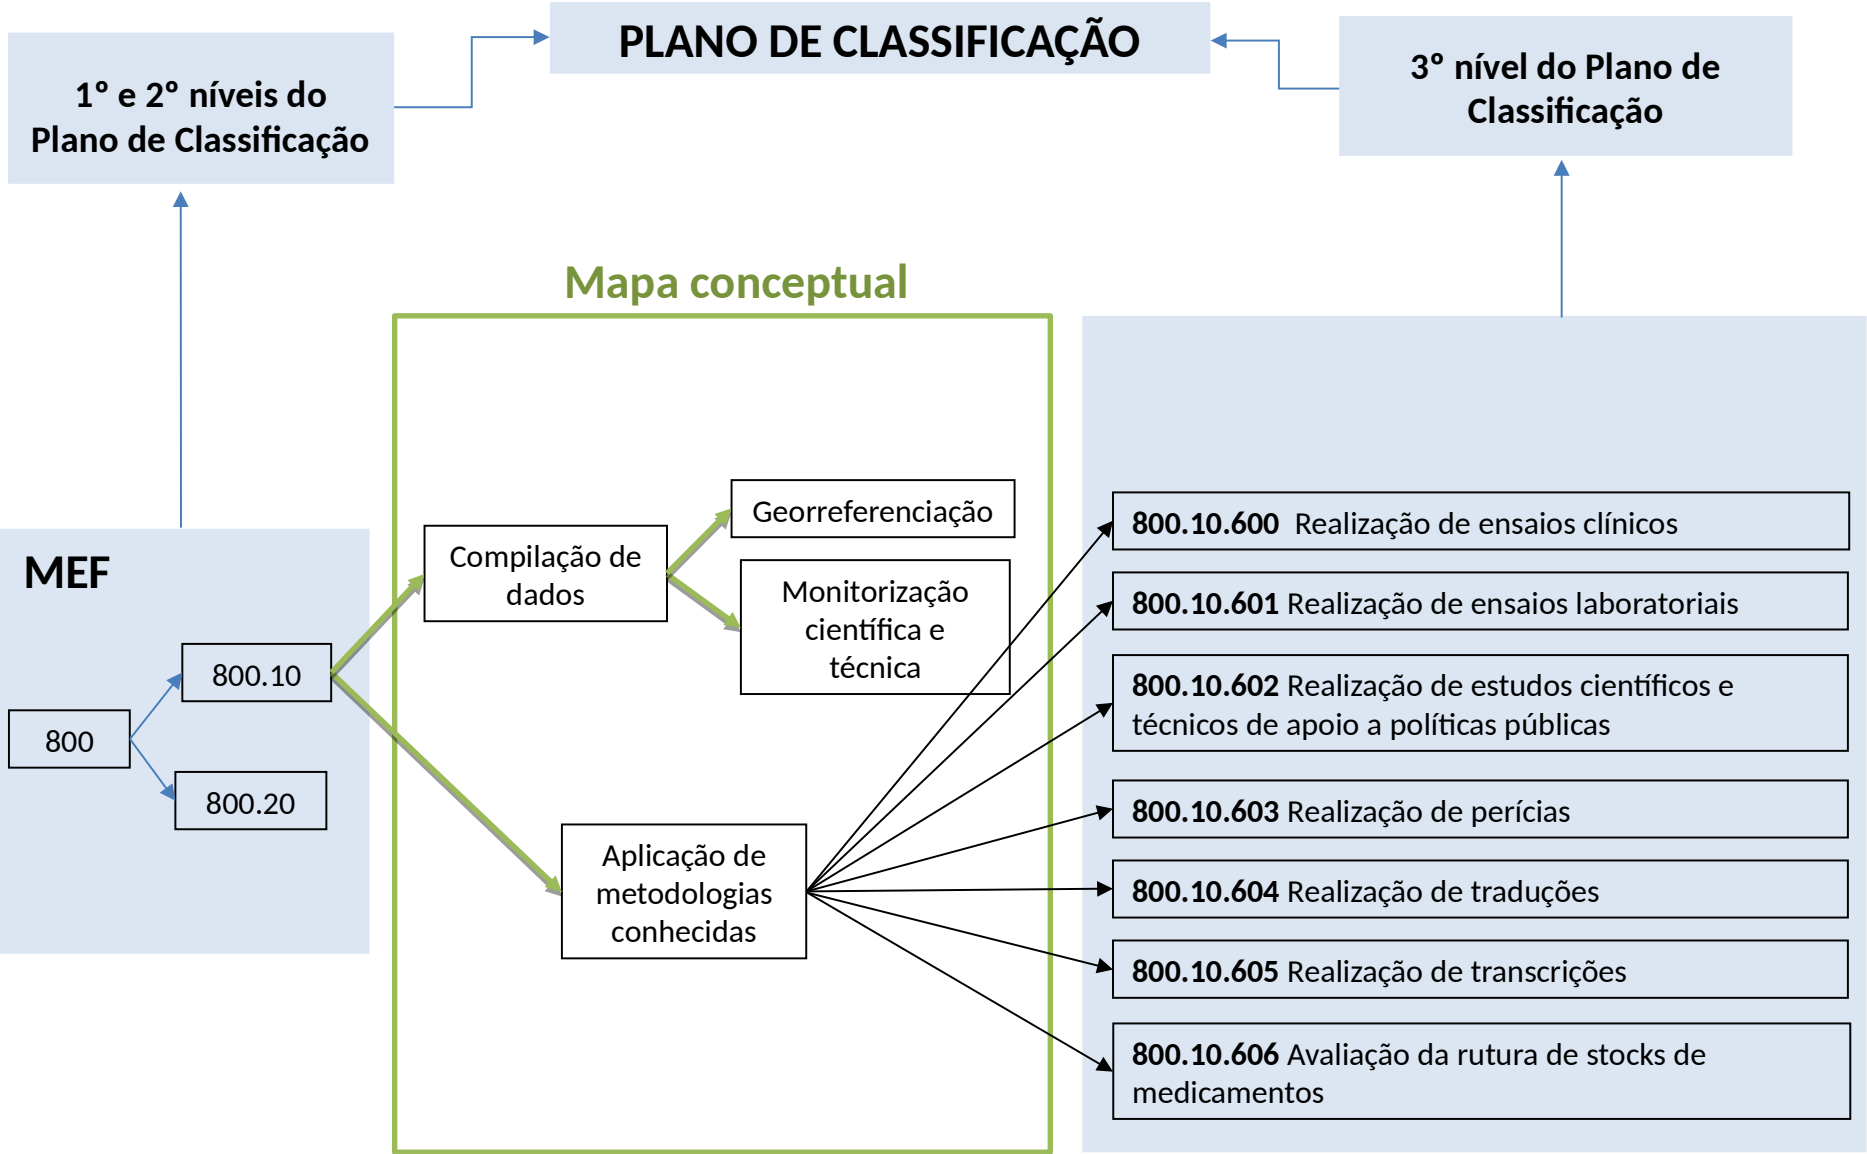 PLANO DE CLASSIFICAÇÃO
1º e 2º níveis do
Plano de Classificação
3º nível do Plano de
Classificação
Mapa conceptual
MEF
800
800.10
800.20
Compilação de
dados
Georreferenciação
Monitorização
científica e
técnica
Aplicação de
metodologias
conhecidas
800.10.600 Realização de ensaios clínicos
800.10.601 Realização de ensaios laboratoriais
800.10.602 Realização de estudos científicos e
técnicos de apoio a políticas públicas
800.10.603 Realização de perícias
800.10.604 Realização de traduções
800.10.605 Realização de transcrições
800.10.606 Avaliação da rutura de stocks de
medicamentos